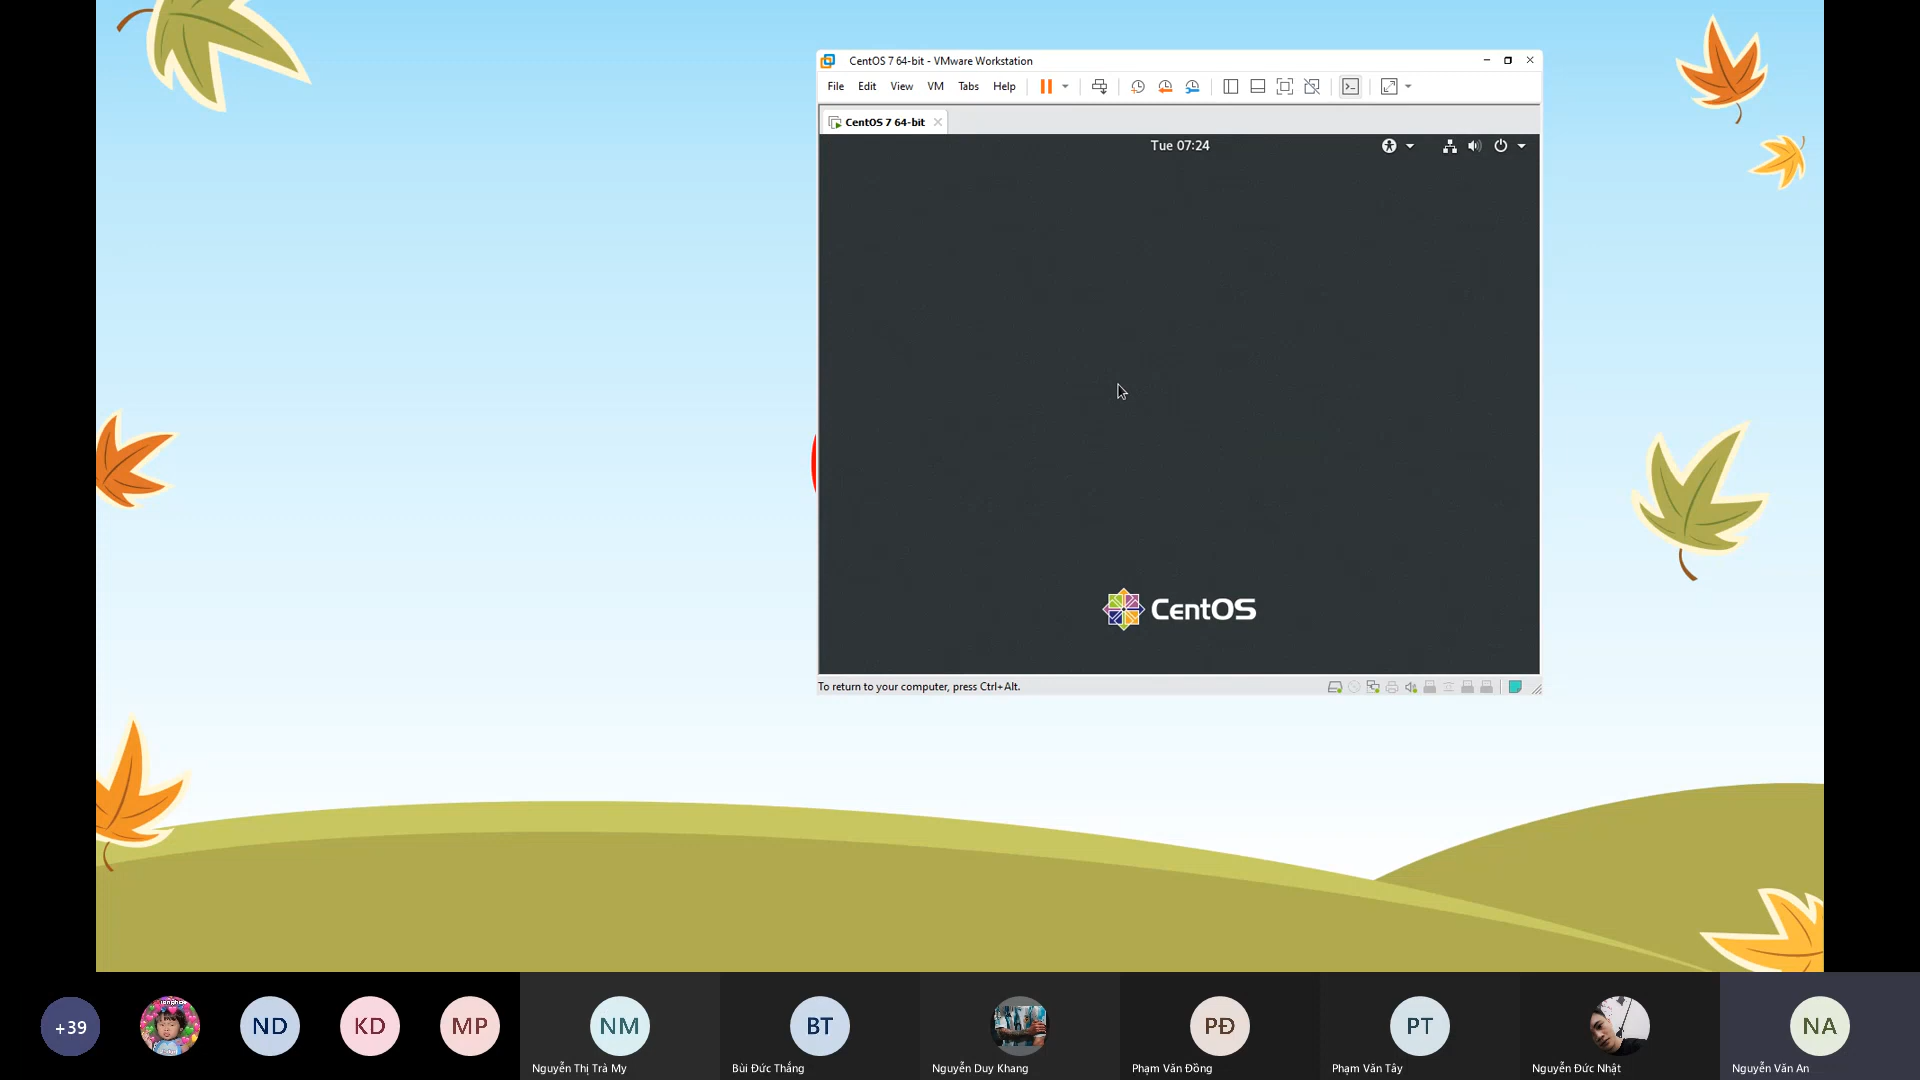 CentOS 7 64-bit - VMware Workstation
File Edit View VM Tabs Help
CentOS 7 64-bit
Tue 07:24
CentOS
To return to your computer, press Ctrl+Alt.
+39
ND
KD
MP
NM
BT
PĐ
PT
NA
Nguyễn Thị Trà My
Bùi Đức Thắng
Nguyễn Duy Khang
Phạm Văn Đồng
Phạm Văn Tây
Nguyễn Đức Nhật
Nguyễn Văn An